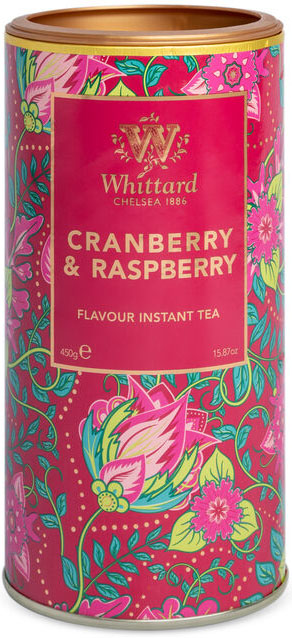 W
Whittard
CHELSEA 1886
CRANBERRY
& RASPBERRY
FLAVOUR INSTANT TEA
450g℮ 15.87oz